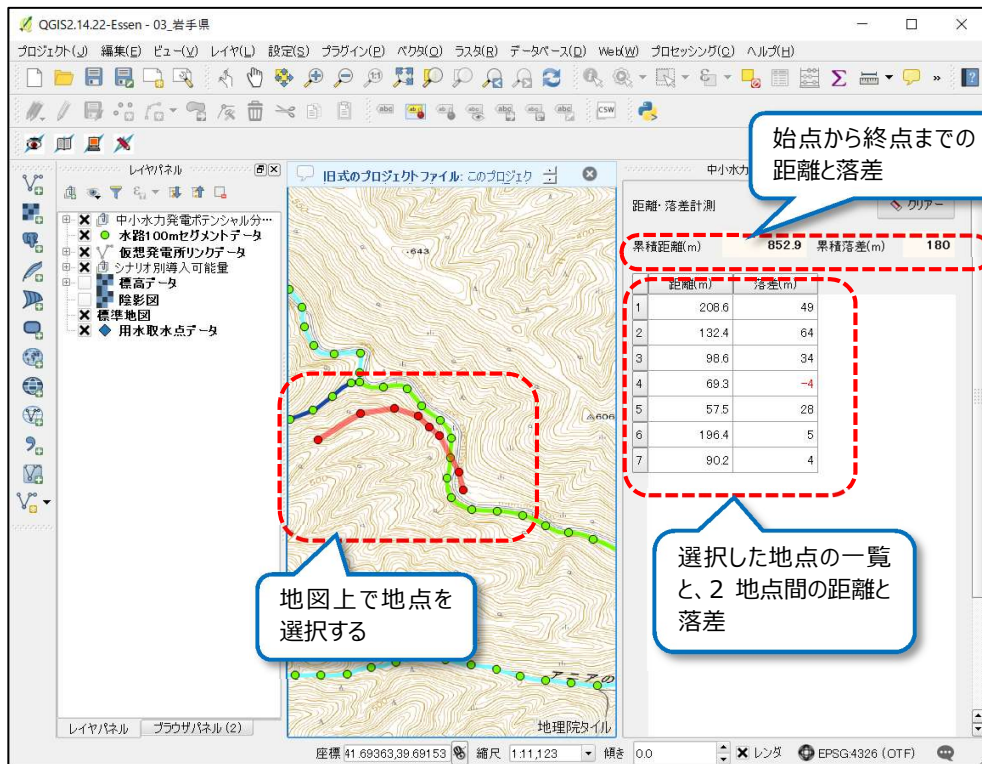 QGIS2.14.22-Essen - 03_岩手県
プロジェクト(J) 編集(E) ビュー(V) レイヤ(L) 設定(S) プラグイン(P) ベクタ(O) ラスタ(R) データベース(D) Web(W) プロセッシング(C) ヘルプ(H)
abc
CSW
始点から終点までの
距離と落差
レイヤパネル
旧式のプロジェクトファイル: このプロジェク
中小水力
中小水力発電ポテンシャル分…
水路100mセグメントデータ
仮想発電所リンクデータ
シナリオ別導入可能量
標高データ
陰影図
標準地図
用水取水点データ
距離・落差計測
クリアー
累積距離(m) 852.9 累積落差(m) 180
距離(m) 落差(m)
1 208.6 49
2 132.4 64
3 98.6 34
4 69.3 -4
5 57.5 28
6 196.4 5
7 90.2 4
643
606
地図上で地点を
選択する
選択した地点の一覧
と、2 地点間の距離と
落差
アニアの
地理院タイル
レイヤパネル ブラウザパネル (2)
座標 41.69363,39.69153 縮尺 1:11,123 傾き 0.0 レンダ EPSG:4326 (OTF)